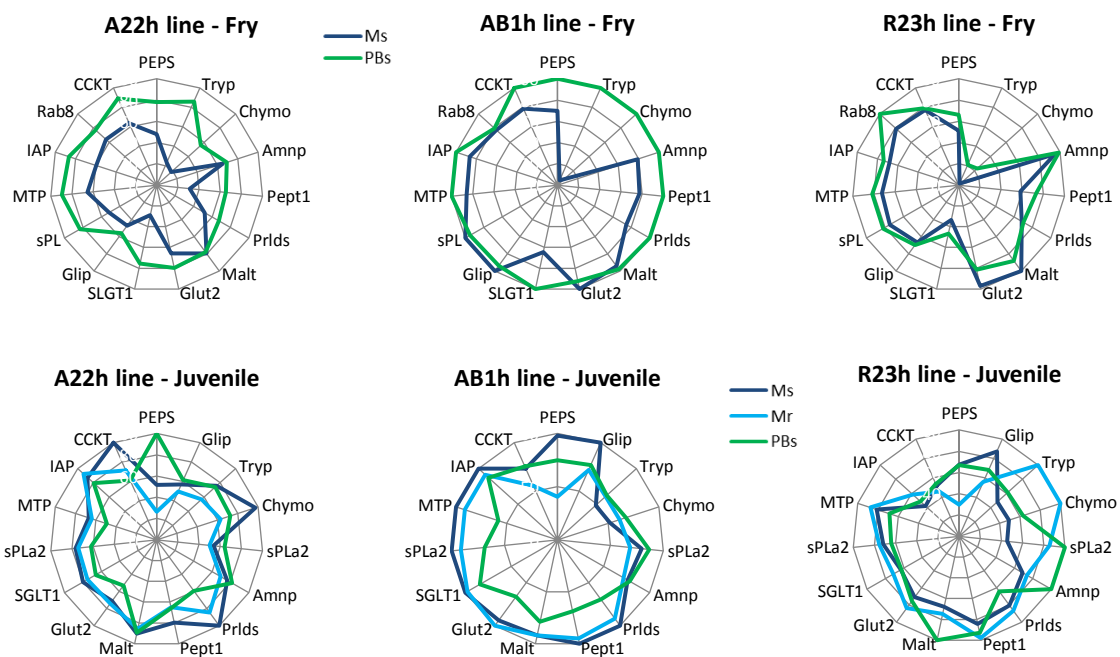 A22h line - Fry
PEPS
Tryp
Chymo
Amnp
Pept1
Prlds
Malt
Glut2
SLGT1
Glip
sPL
MTP
IAP
Rab8
CCKT
Ms
PBs
AB1h line - Fry
PEPS
Tryp
Chymo
Amnp
Pept1
Prlds
Malt
Glut2
SLGT1
Glip
sPL
MTP
IAP
Rab8
CCKT
R23h line - Fry
PEPS
Tryp
Chymo
Amnp
Pept1
Prlds
Malt
Glut2
SLGT1
Glip
sPL
MTP
IAP
Rab8
CCKT
A22h line - Juvenile
PEPS
Glip
Tryp
Chymo
sPLa2
Amnp
Prlds
Pept1
Malt
Glut2
SGLT1
sPLa2
MTP
IAP
CCKT
AB1h line - Juvenile
PEPS
Glip
Tryp
Chymo
sPLa2
Amnp
Prlds
Pept1
Malt
Glut2
SGLT1
sPLa2
MTP
IAP
CCKT
Ms
Mr
PBs
R23h line - Juvenile
PEPS
Glip
Tryp
Chymo
sPLa2
Amnp
Prlds
Pept1
Malt
Glut2
SGLT1
sPLa2
MTP
IAP
CCKT